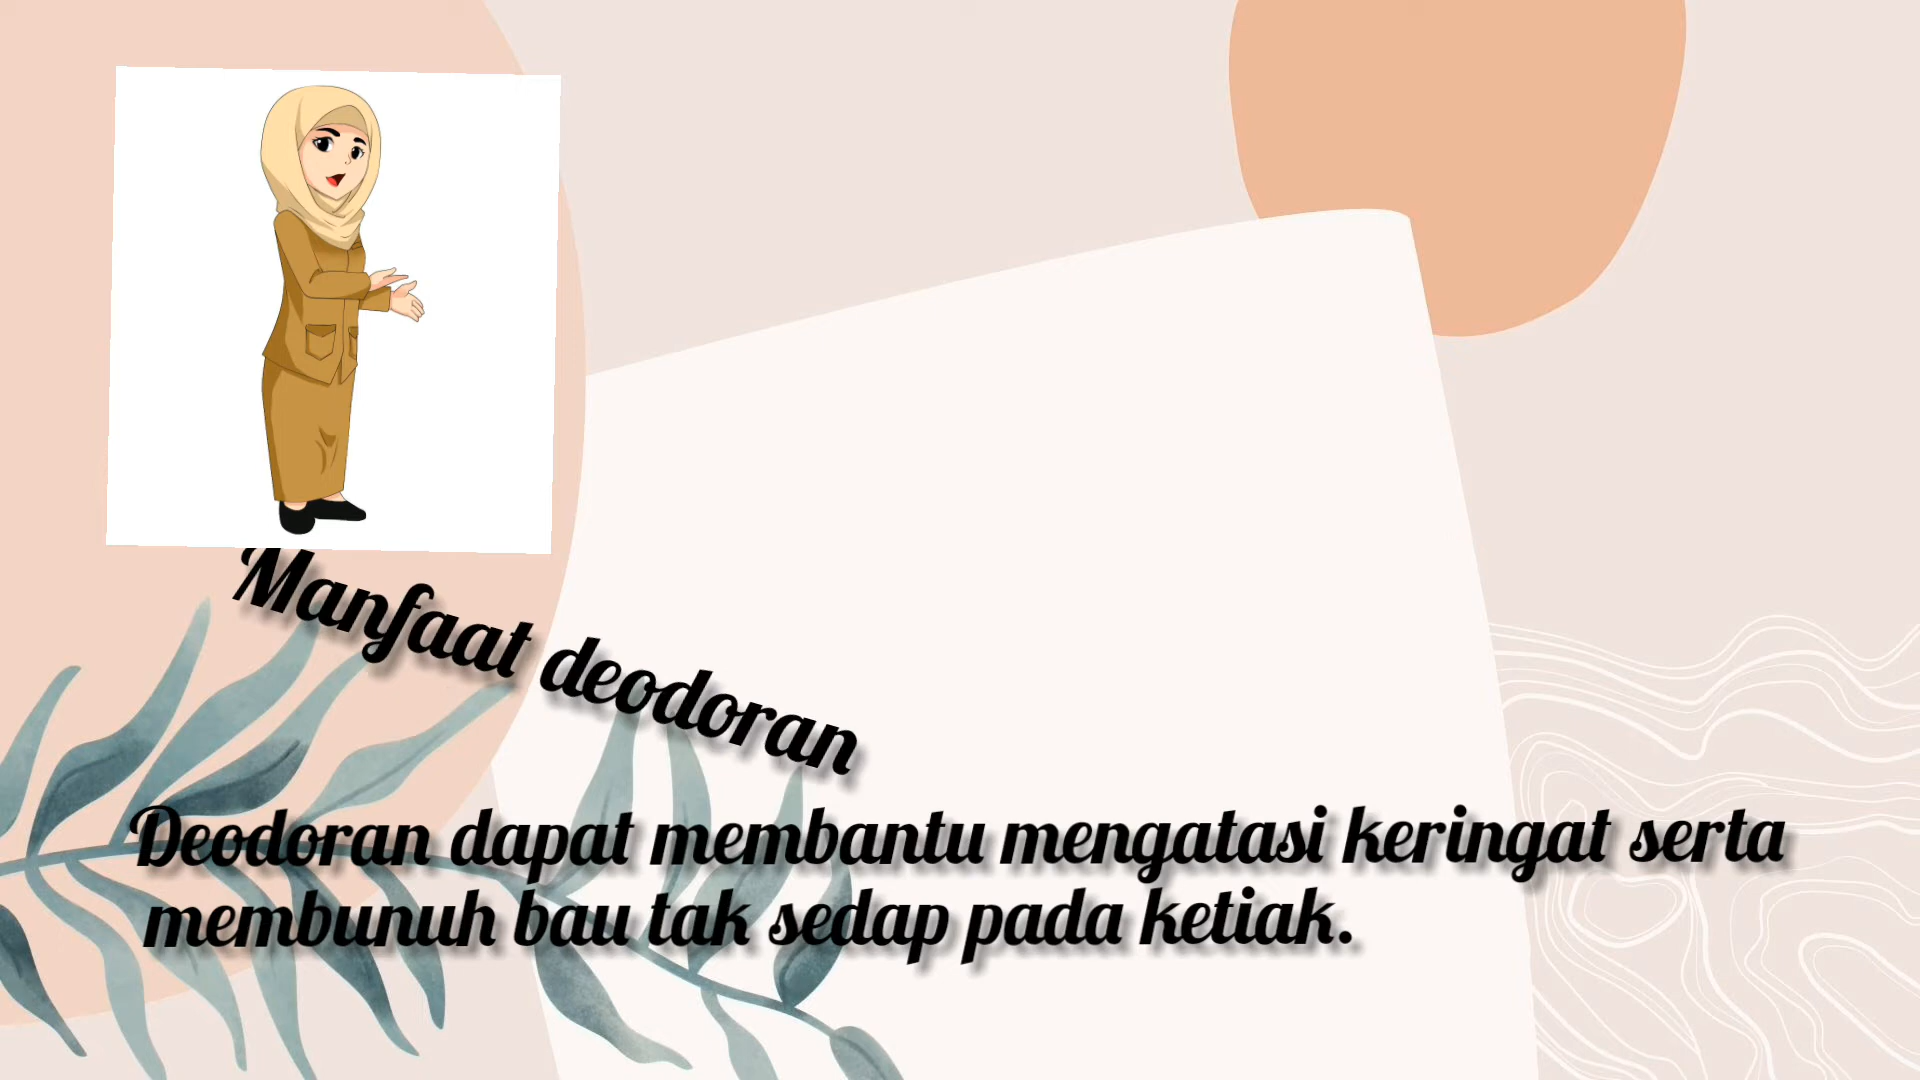 Manfaat deodoran
Deodoran dapat membantu mengatasi keringat serta
membunuh bau tak sedap pada ketiak.